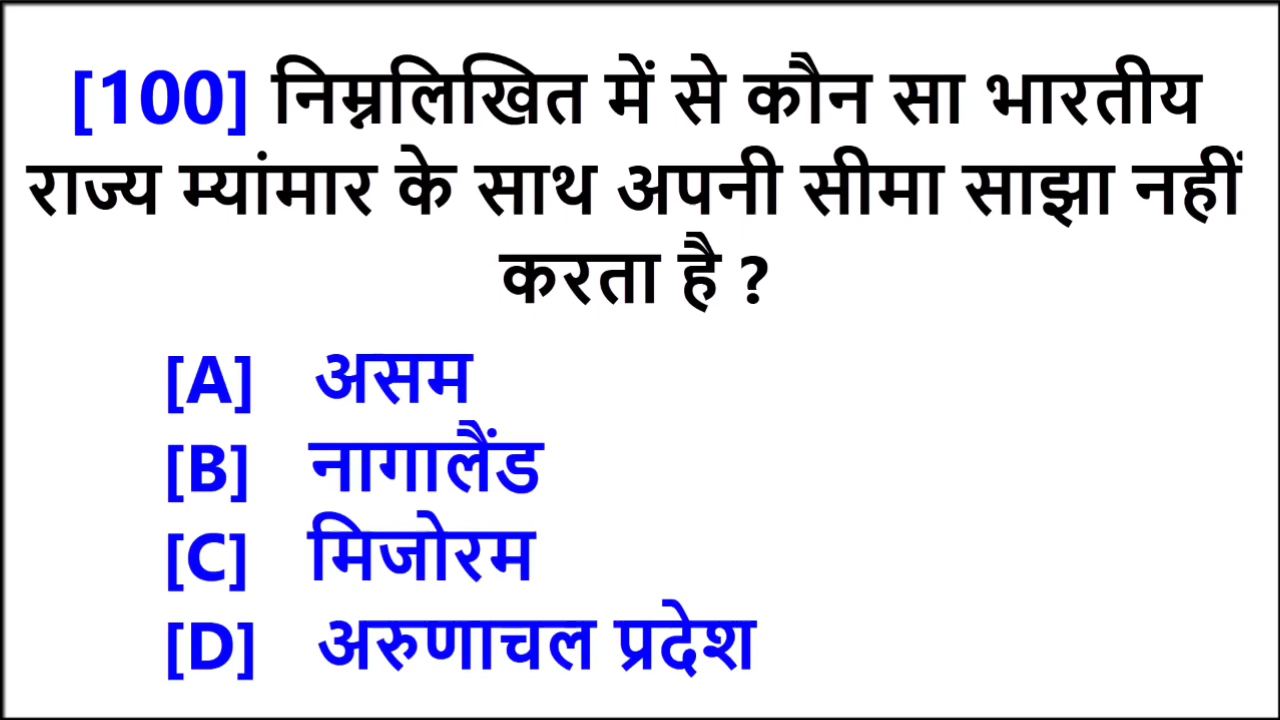 [100] निम्नलिखित में से कौन सा भारतीय
राज्य म्यांमार के साथ अपनी सीमा साझा नहीं
करता है ?
[A] असम
[B] नागालैंड
[C] मिजोरम
[D] अरुणाचल प्रदेश